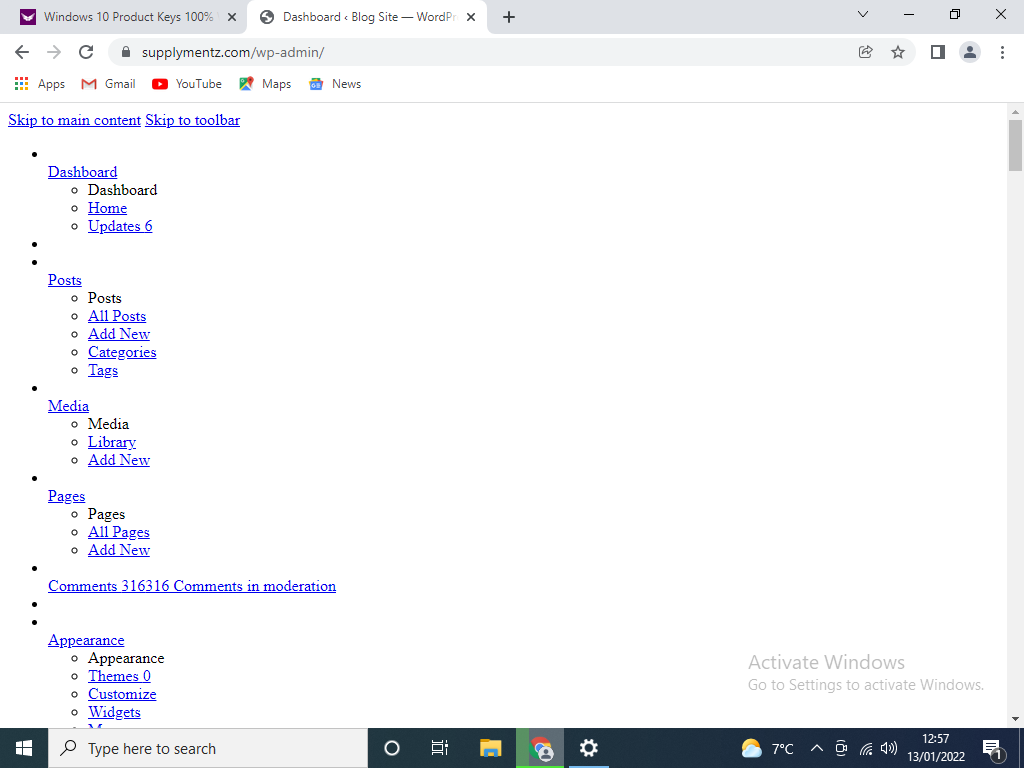 Windows 10 Product Keys 100%
Dashboard ‹ Blog Site — WordPr
supplymentz.com/wp-admin/
Apps
Gmail
YouTube
Maps
News
Skip to main content Skip to toolbar
Dashboard
Dashboard
Home
Updates 6
Posts
Posts
All Posts
Add New
Categories
Tags
Media
Media
Library
Add New
Pages
Pages
All Pages
Add New
Comments 316316 Comments in moderation
Appearance
Appearance
Themes 0
Customize
Widgets
Activate Windows
Go to Settings to activate Windows.
Type here to search
7°C
12:57
13/01/2022
1